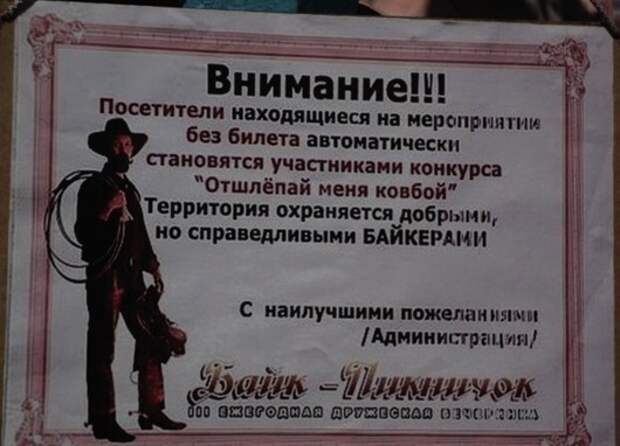 Внимание!!!
Посетители находящиеся на мероприятии
без билета автоматически
становятся участниками конкурса
"Отшлёпай меня ковбой"
Территория охраняется добрыми,
но справедливыми БАЙКЕРАМИ
С наилучшими пожеланиями
/Администрация/
Байк - Пикничок
III ЕЖЕГОДНАЯ ДРУЖЕСКАЯ ВЕЧЕРИНКА